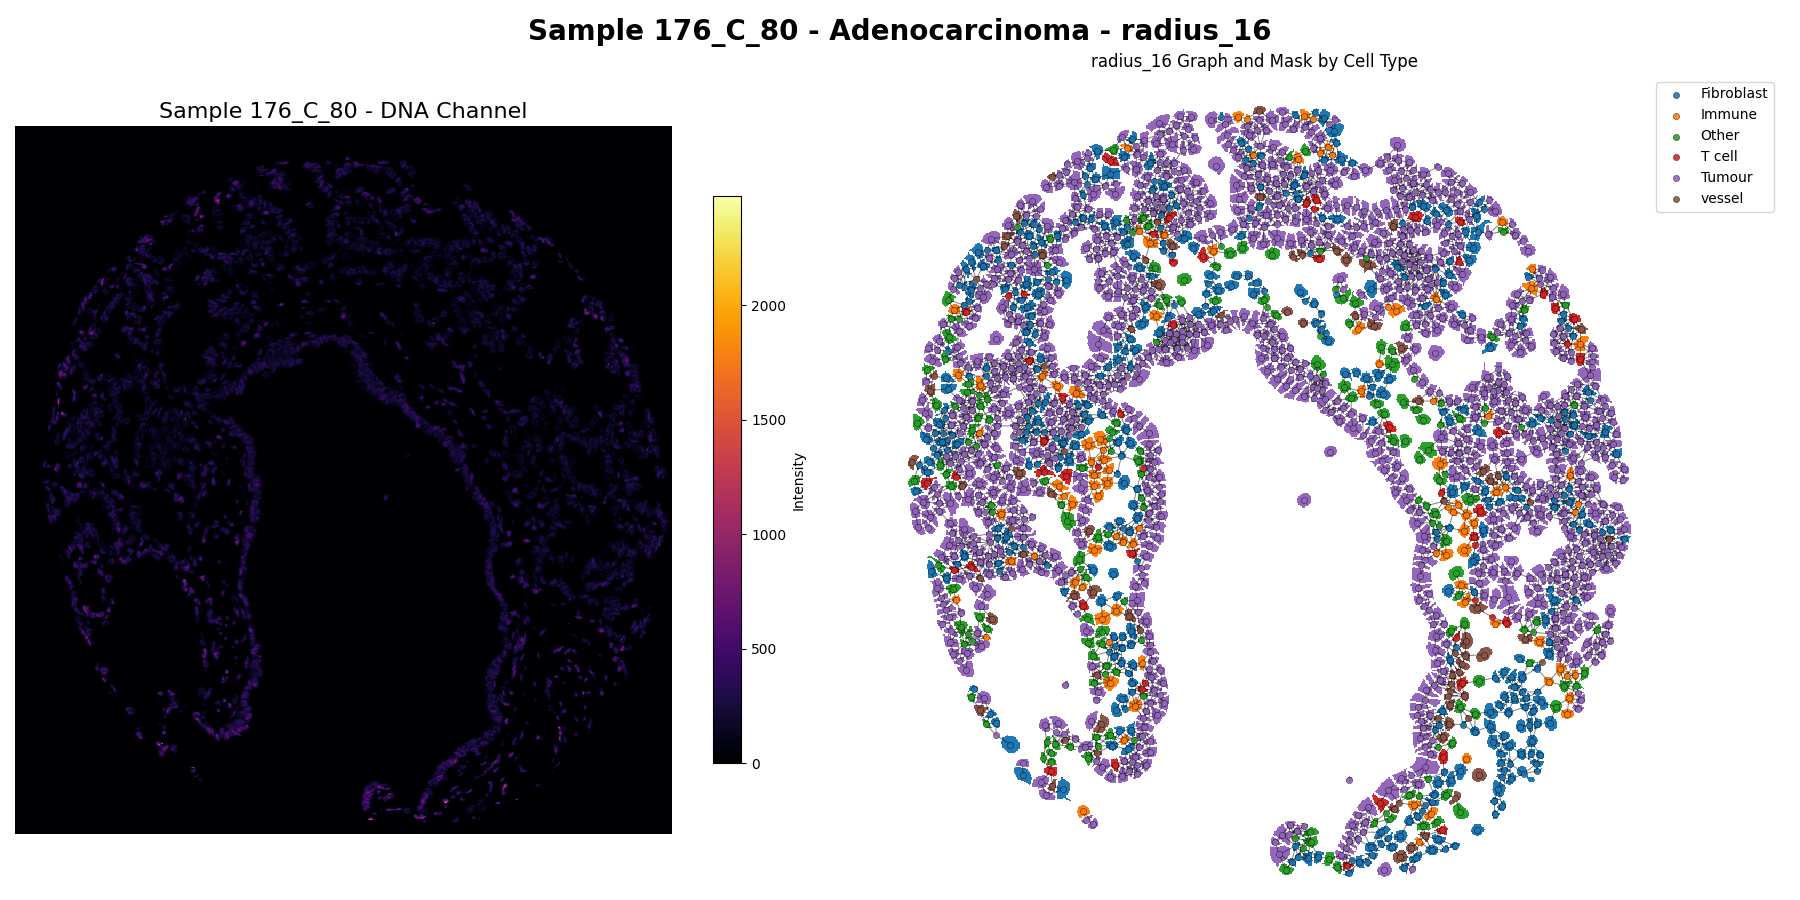 Sample 176_C_80 - Adenocarcinoma - radius_16
radius_16 Graph and Mask by Cell Type
Sample 176_C_80 - DNA Channel
Fibroblast
Immune
Other
T cell
Tumour
vessel
2000
1500
1000
500
0
Intensity